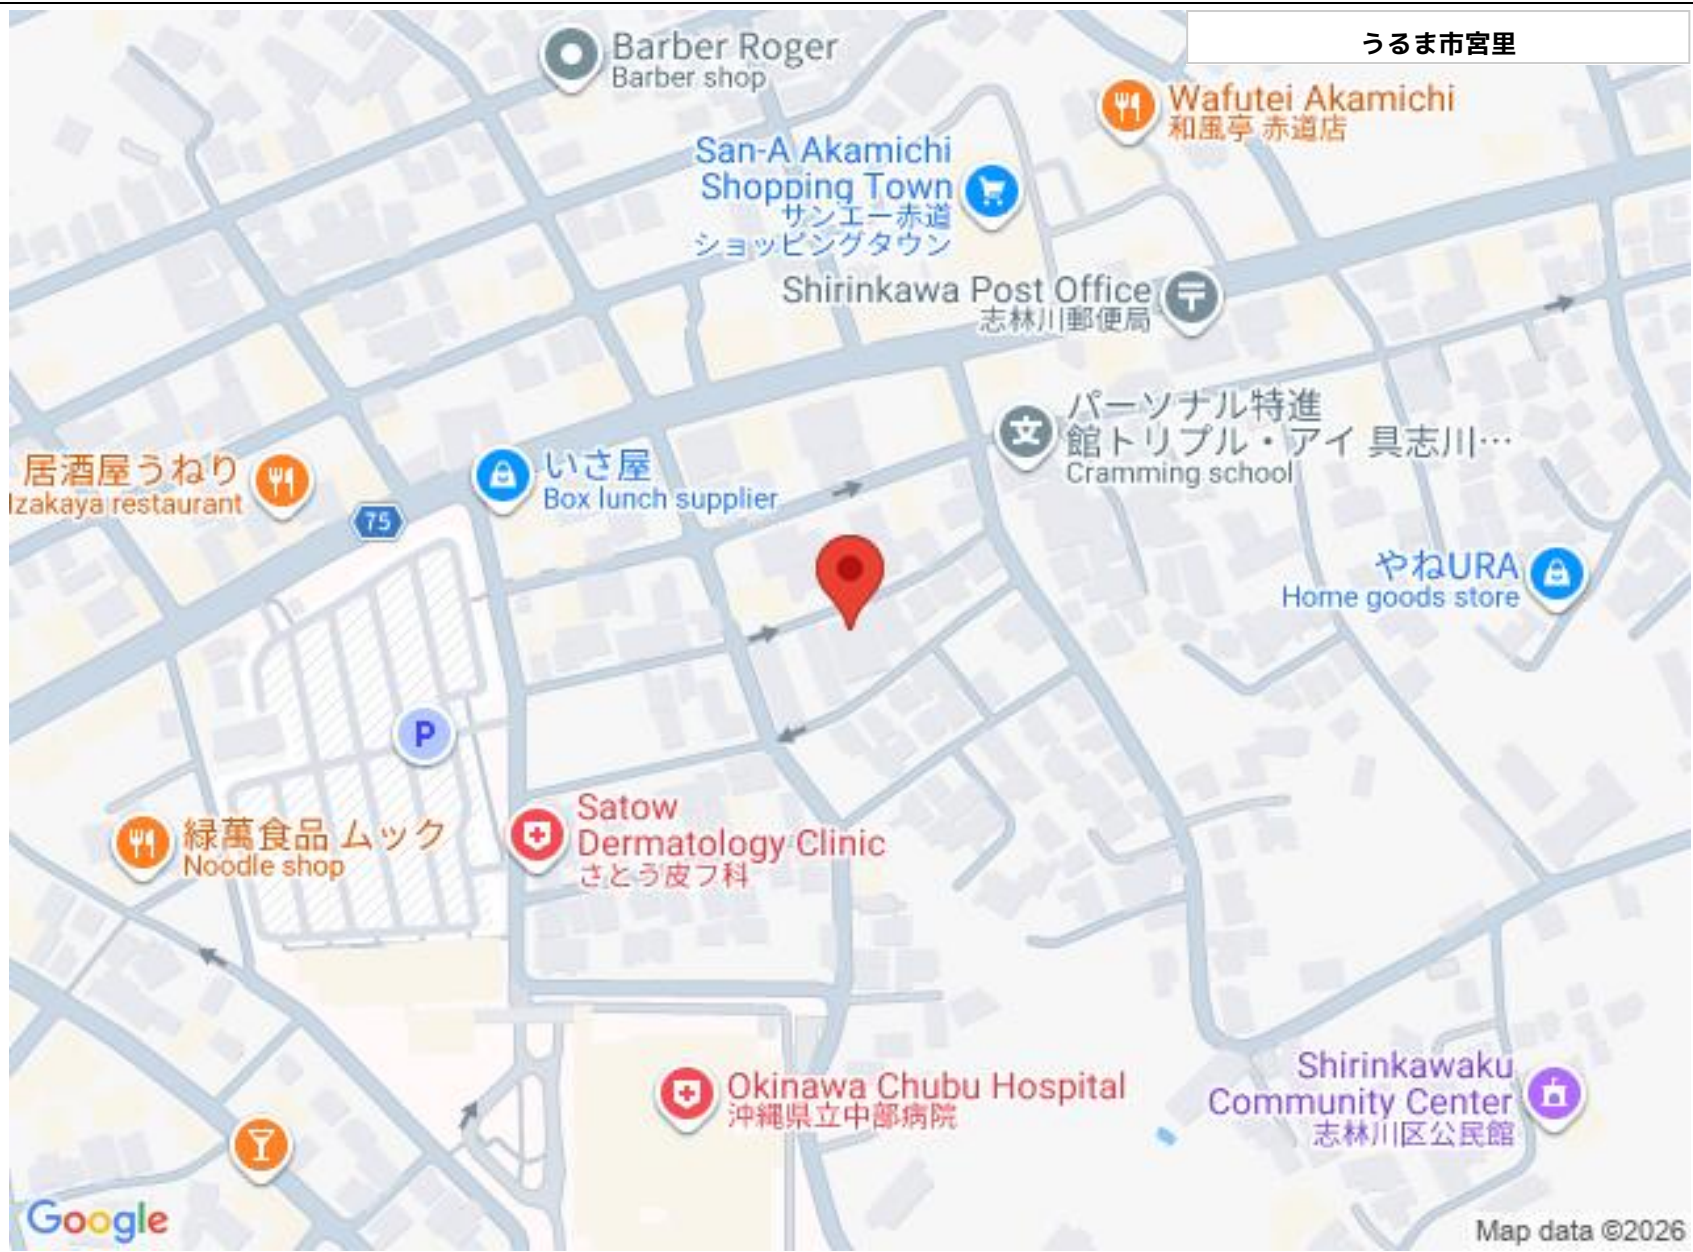 うるま市宮里
Barber Roger
Barber shop
Wafutei Akamichi
和風亭 赤道店
San-A Akamichi
Shopping Town
サンエー赤道
ショッピングタウン
Shirinkawa Post Office
志林川郵便局
パーソナル特進
館トリプル・アイ 具志川…
Cramming school
居酒屋うねり
Izakaya restaurant
いさ屋
Box lunch supplier
75
やねURA
Home goods store
P
Satow
Dermatology Clinic
さとう皮フ科
緑萬食品 ムック
Noodle shop
Okinawa Chubu Hospital
沖縄県立中部病院
Shirinkawaku
Community Center
志林川区公民館
Google
Map data ©2026